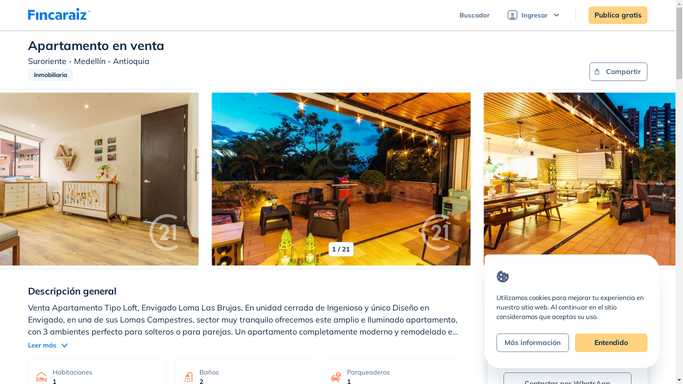 Fincaraiz
Buscador
Ingresar
Publica gratis
Apartamento en venta
Suroriente - Medellín - Antioquia
Inmobiliaria
Compartir
21
1 / 21
21
Descripción general
Venta Apartamento Tipo Loft, Envigado Loma Las Brujas, En unidad cerrada de Ingeniosa y único Diseño en
Envigado, en una de sus Lomas Campestres, sector muy tranquilo ofrecemos este amplio e iluminado apartamento,
con 3 ambientes perfecto para solteros o para parejas. Un apartamento completamente moderno y remodelado e...
Leer más
Habitaciones
1
Baños
2
Parqueaderos
1
Utilizamos cookies para mejorar tu experiencia en
nuestro sitio web. Al continuar en el sitio
consideramos que aceptas su uso.
Más información
Entendido
Contactar por WhatsApp